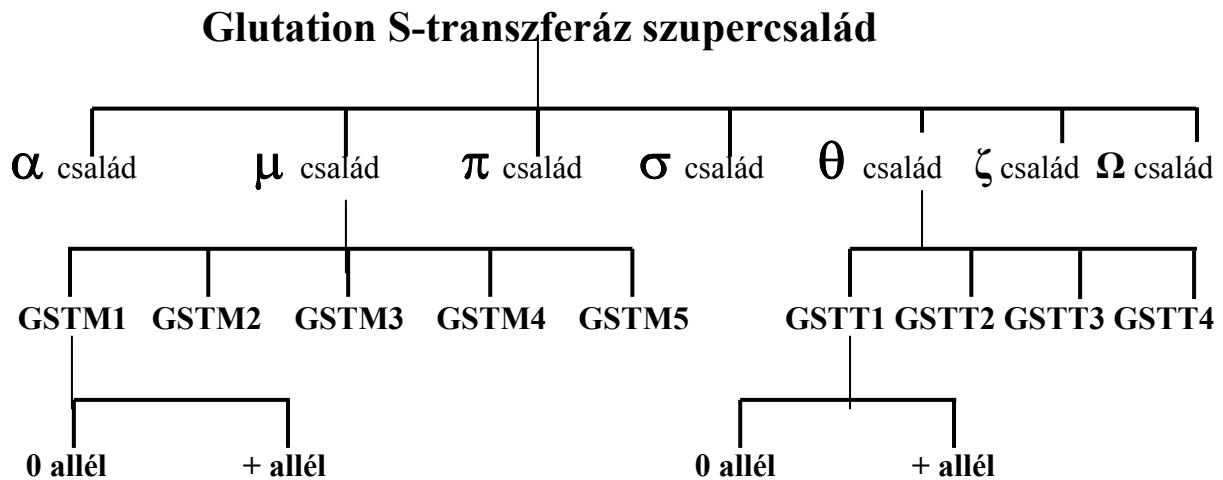 Glutation S-transzferáz szupercsalád
α család μ család π család σ család θ család ζ család Ω család
GSTM1 GSTM2 GSTM3 GSTM4 GSTM5 GSTT1 GSTT2 GSTT3 GSTT4
0 allél + allél 0 allél + allél